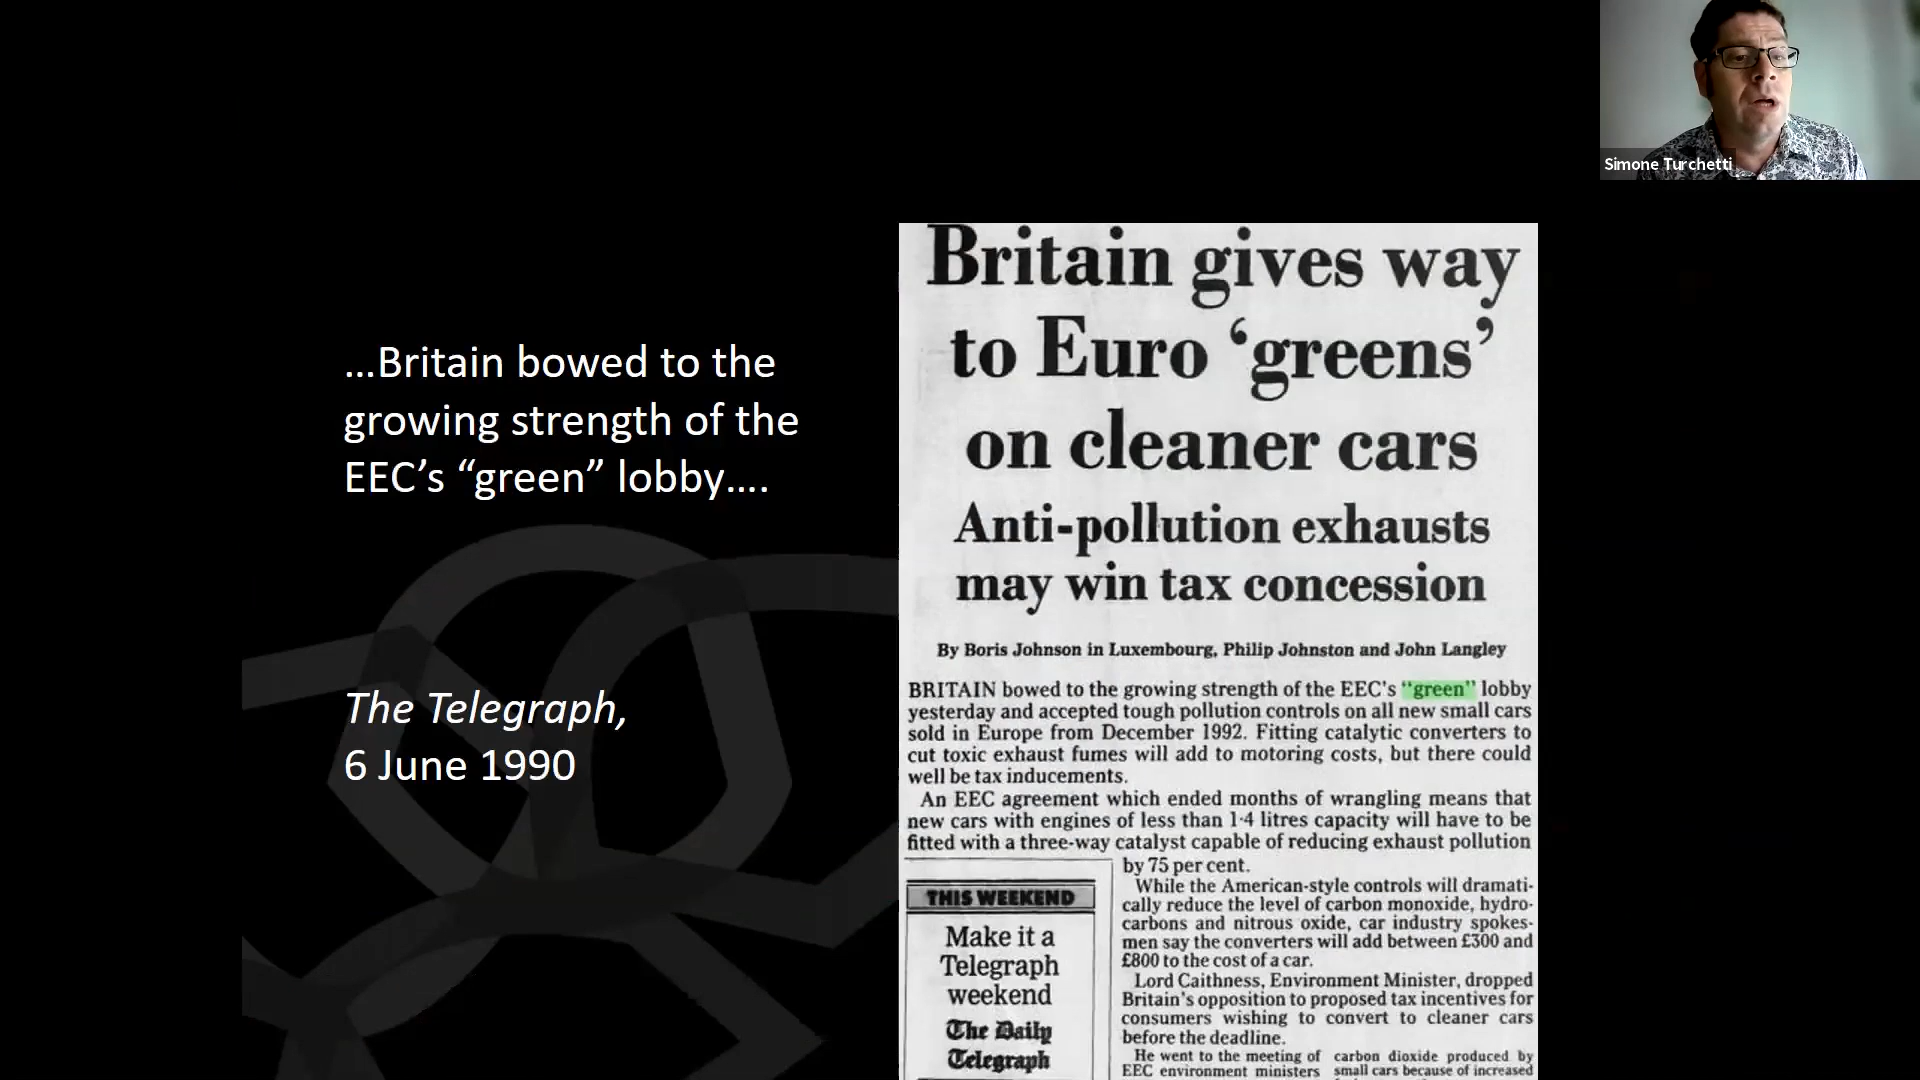 Simone Turchetti
...Britain bowed to the
growing strength of the
EEC’s “green” lobby....
The Telegraph,
6 June 1990
Britain gives way
to Euro ‘greens’
on cleaner cars
Anti-pollution exhausts
may win tax concession
By Boris Johnson in Luxembourg, Philip Johnston and John Langley
BRITAIN bowed to the growing strength of the EEC’s “green” lobby
yesterday and accepted tough pollution controls on all new small cars
sold in Europe from December 1992. Fitting catalytic converters to
cut toxic exhaust fumes will add to motoring costs, but there could
well be tax inducements.
An EEC agreement which ended months of wrangling means that
new cars with engines of less than 1·4 litres capacity will have to be
fitted with a three-way catalyst capable of reducing exhaust pollution
by 75 per cent.
While the American-style controls will dramati-
cally reduce the level of carbon monoxide, hydro-
carbons and nitrous oxide, car industry spokes-
men say the converters will add between £300 and
£800 to the cost of a car.
Lord Caithness, Environment Minister, dropped
Britain’s opposition to proposed tax incentives for
consumers wishing to convert to cleaner cars
before the deadline.
He went to the meeting of
EEC environment ministers
carbon dioxide produced by
small cars because of increased
THIS WEEKEND
Make it a
Telegraph
weekend
The Daily
Telegraph